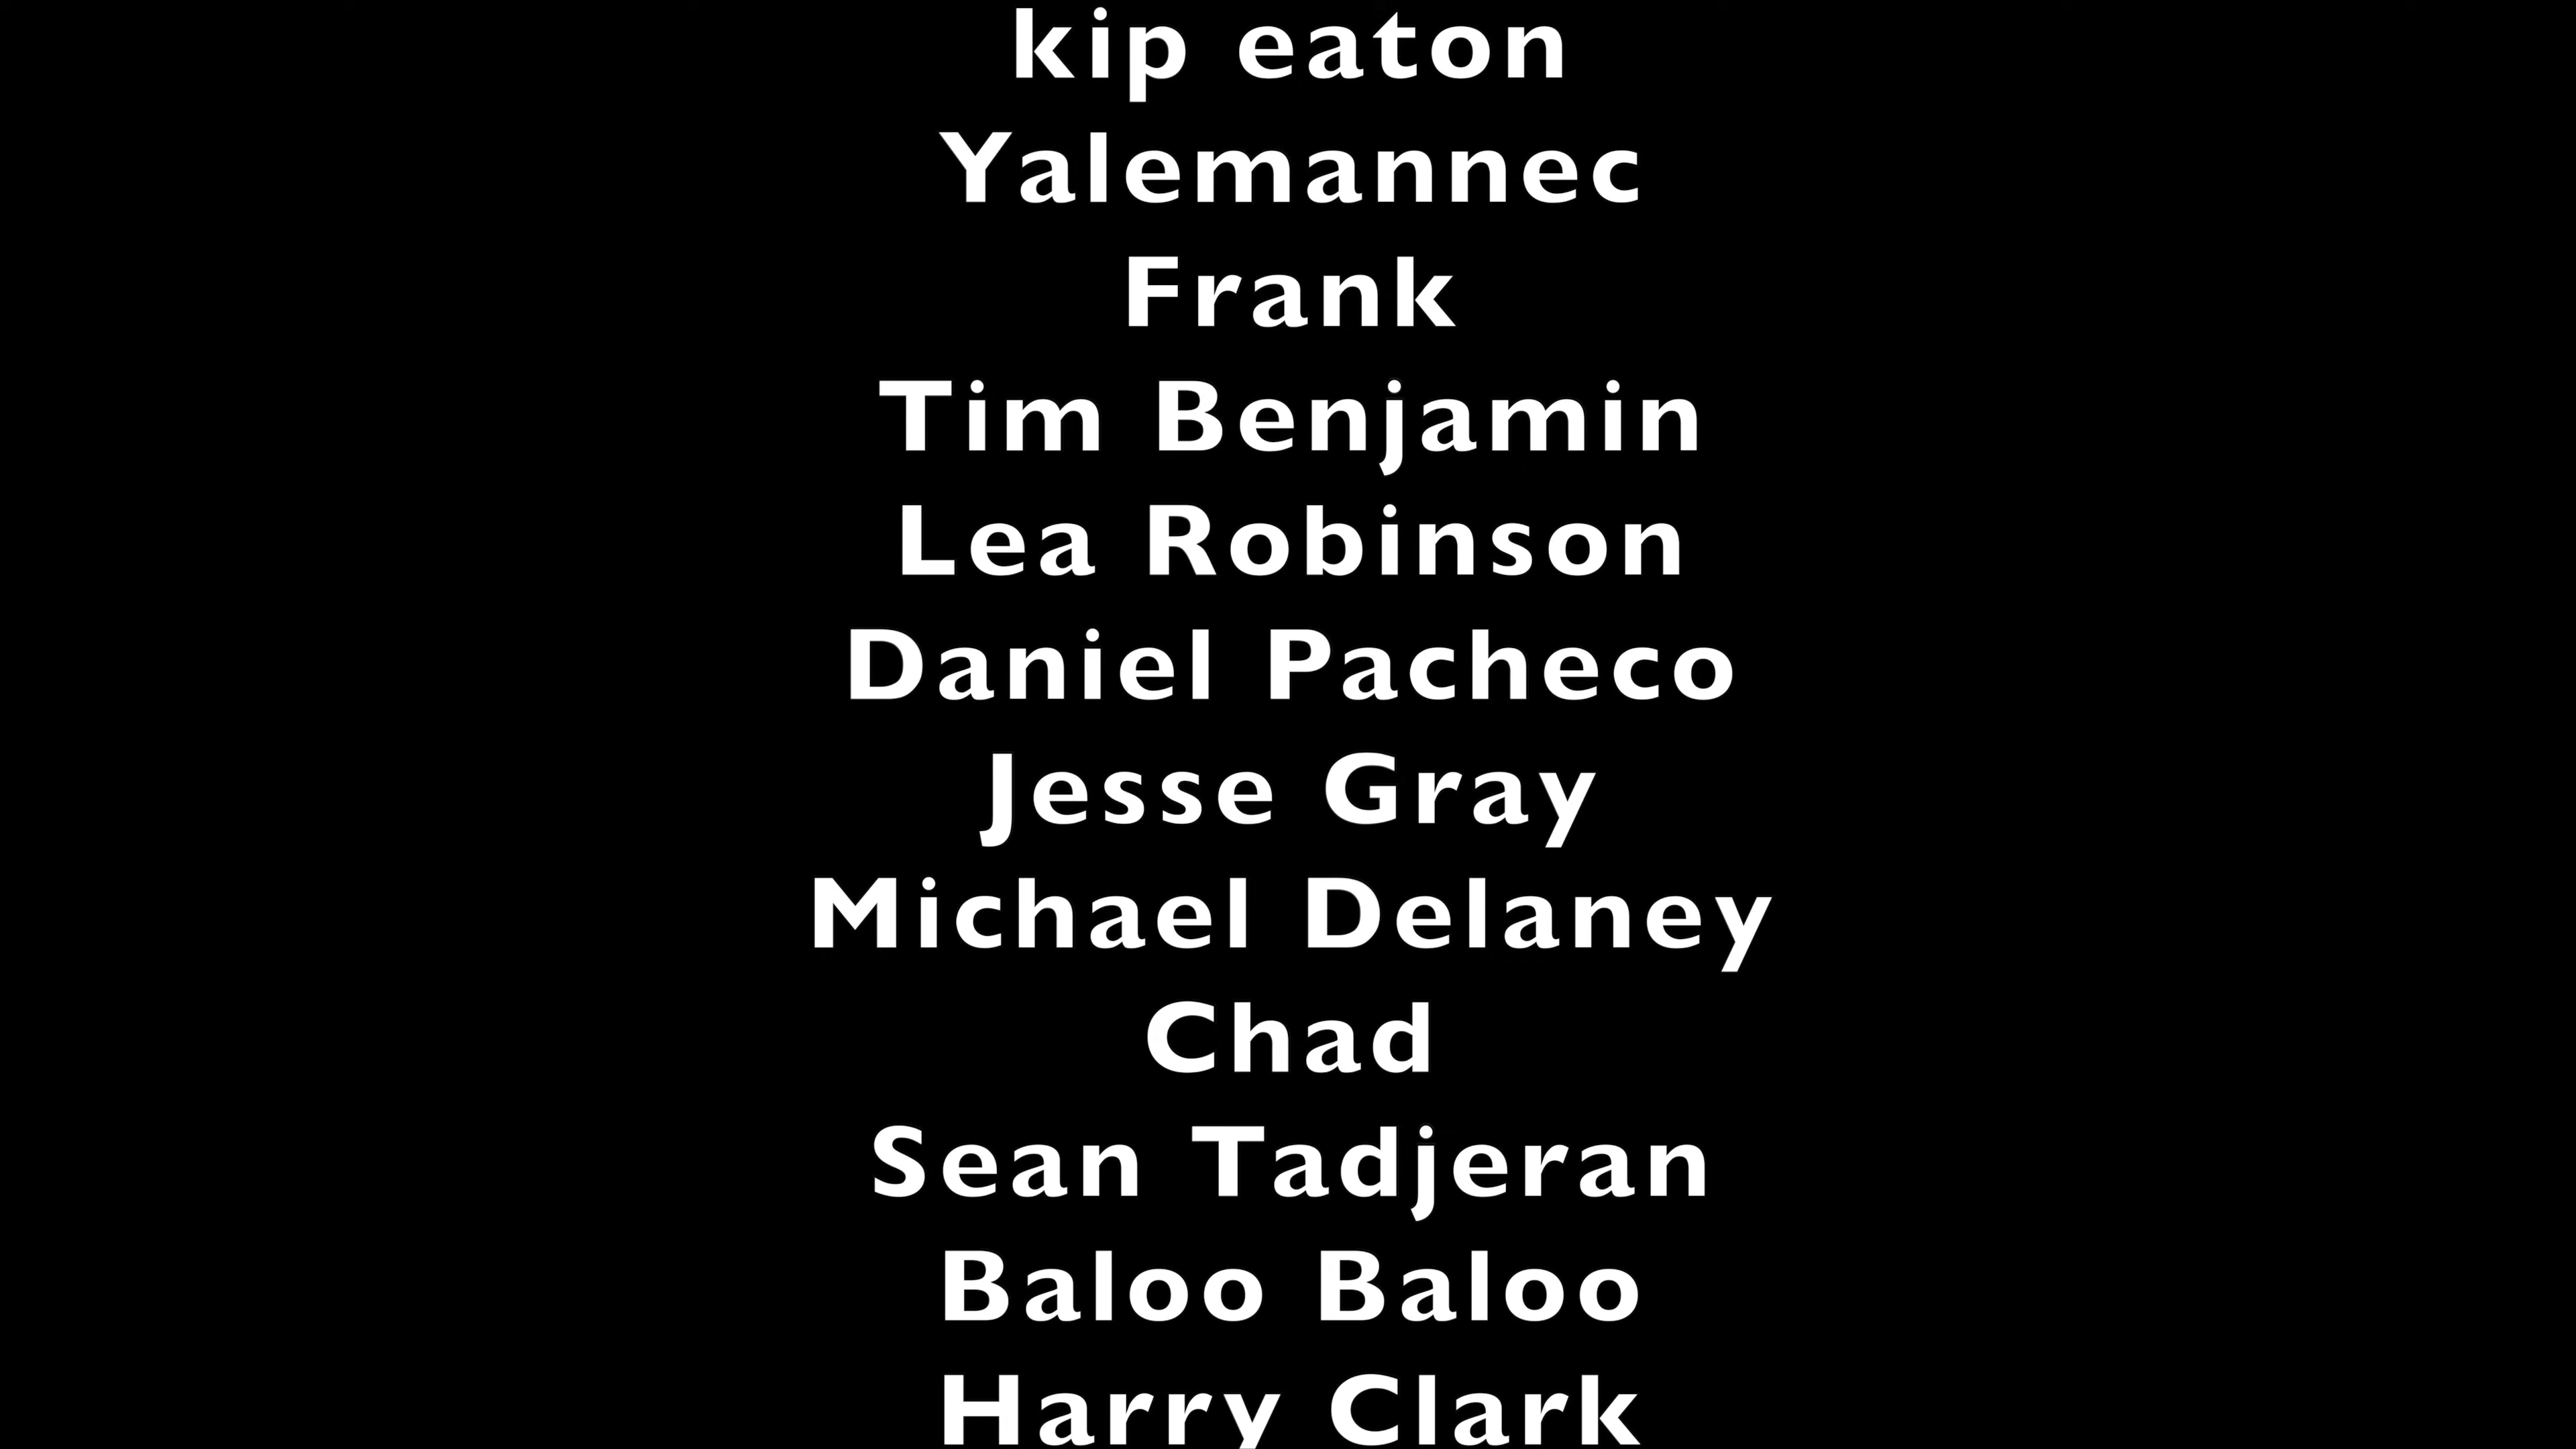 kip eaton
Yalemannec
Frank
Tim Benjamin
Lea Robinson
Daniel Pacheco
Jesse Gray
Michael Delaney
Chad
Sean Tadjeran
Baloo Baloo
Harry Clark